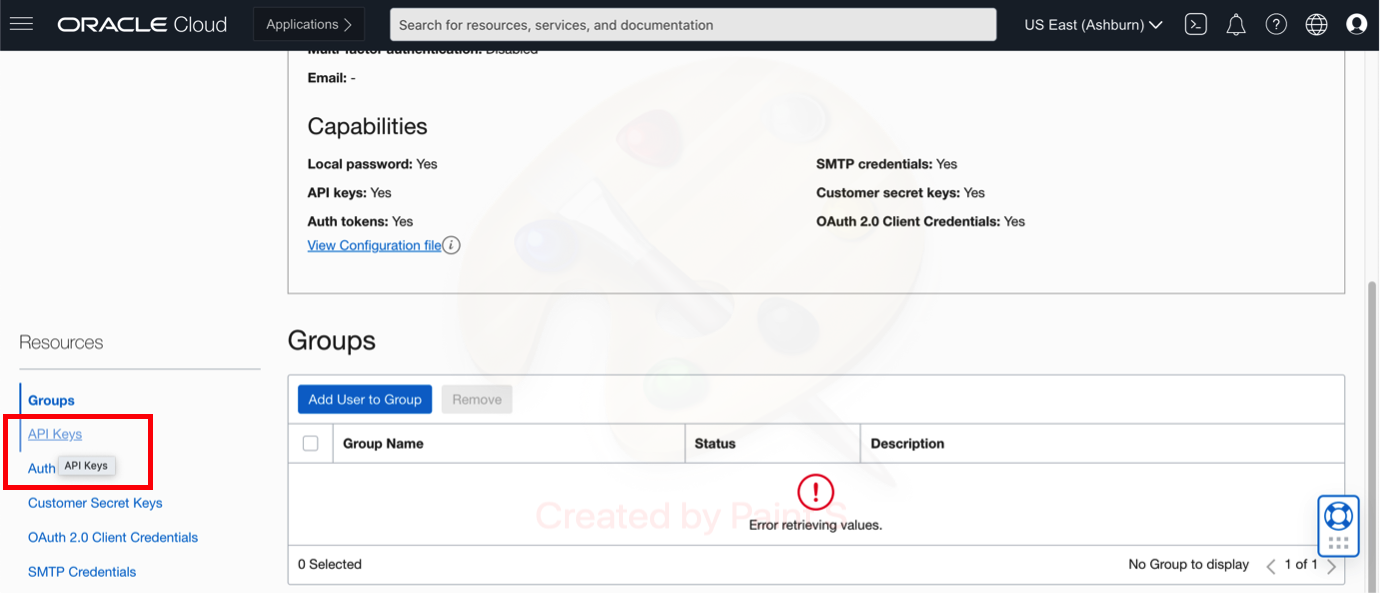 ORACLE Cloud
Applications
Search for resources, services, and documentation
US East (Ashburn)
Multi-factor authentication: Disabled
Email: -
Capabilities
Local password: Yes
SMTP credentials: Yes
API keys: Yes
Customer secret keys: Yes
Auth tokens: Yes
OAuth 2.0 Client Credentials: Yes
View Configuration file
Resources
Groups
API Keys
Auth
API Keys
Customer Secret Keys
OAuth 2.0 Client Credentials
SMTP Credentials
Groups
Add User to Group
Remove
Group Name
Status
Description
Created by Paint S
Error retrieving values.
0 Selected
No Group to display
1 of 1